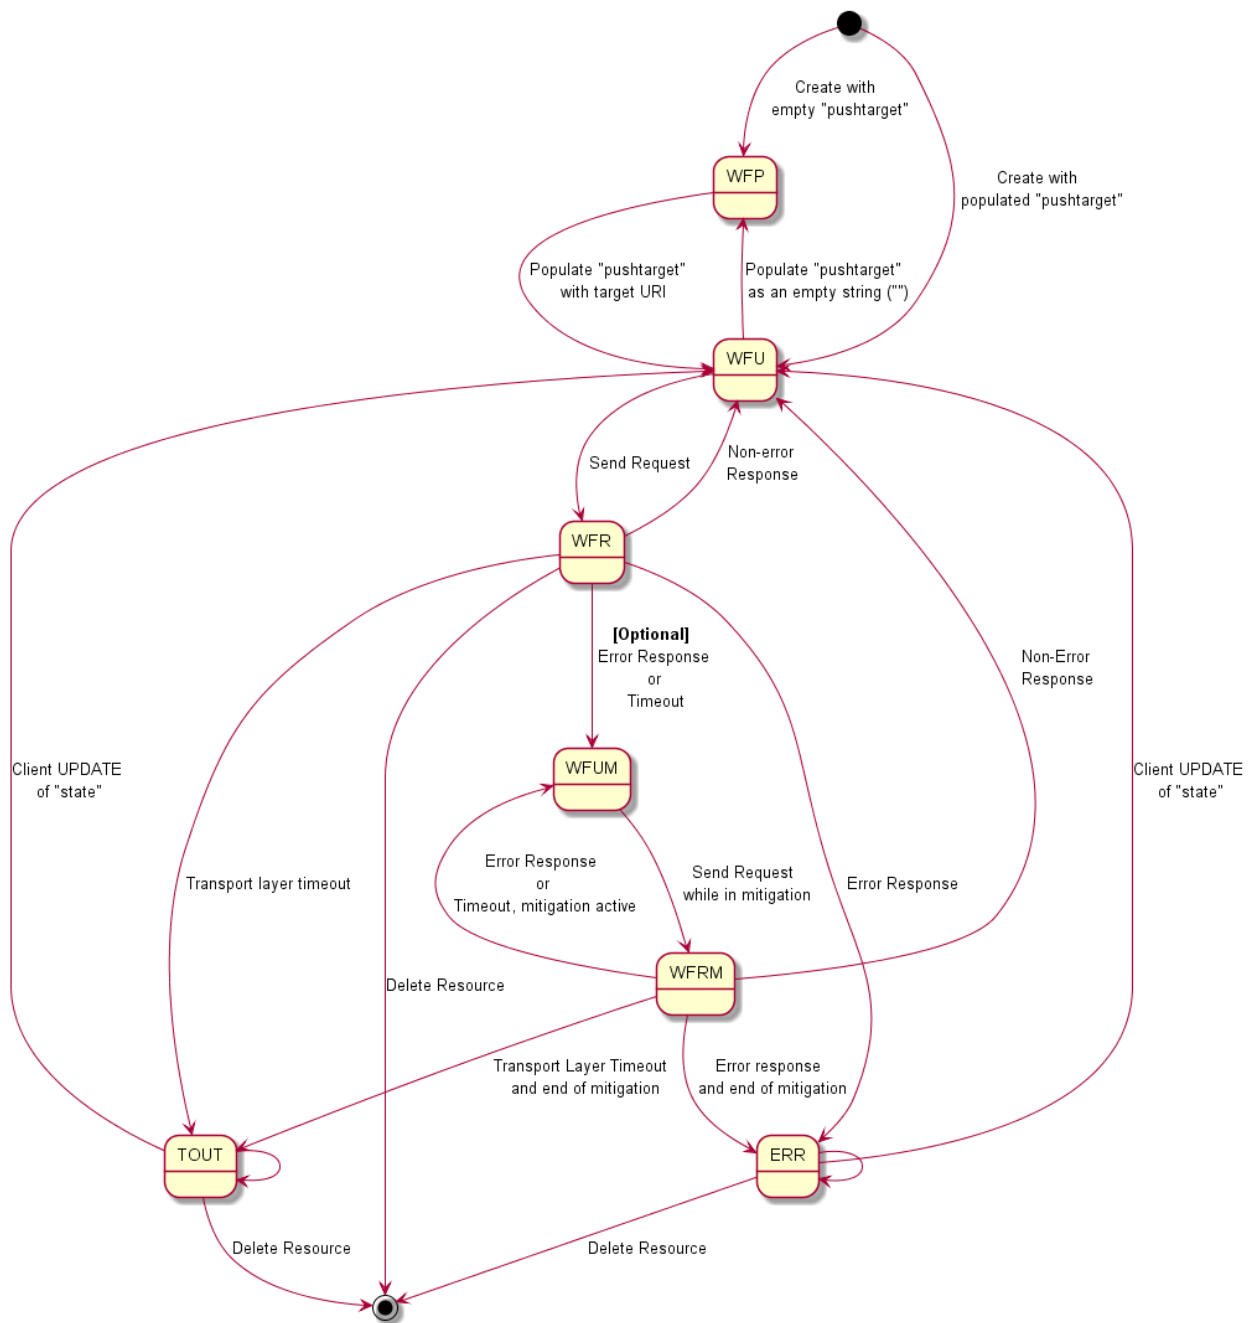 Create with
empty "pushtarget"
WFP
Create with
populated "pushtarget"
Populate "pushtarget"
with target URI
Populate "pushtarget"
as an empty string ("")
WFU
Send Request
Non-error
Response
WFR
[Optional]
Error Response
or
Timeout
Non-Error
Response
WFUM
Client UPDATE
of "state"
Client UPDATE
of "state"
Error Response
or
Timeout, mitigation active
Send Request
while in mitigation
Transport layer timeout
Error Response
WFRM
Delete Resource
Transport Layer Timeout
and end of mitigation
Error response
and end of mitigation
TOUT
ERR
Delete Resource
Delete Resource